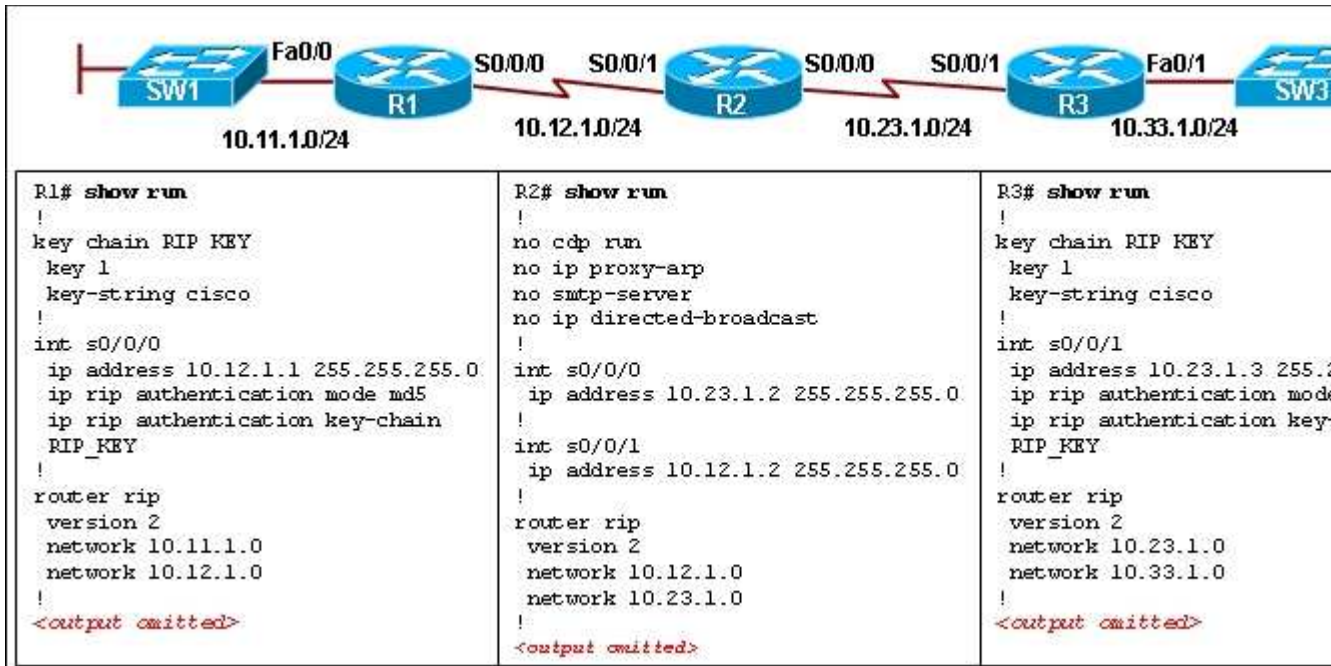 Fa0/0
S0/0/0
S0/0/1
S0/0/0
S0/0/1
Fa0/1
SW1
R1
R2
R3
SW3
10.11.1.0/24
10.12.1.0/24
10.23.1.0/24
10.33.1.0/24
R1# show run
!
key chain RIP KEY
key 1
key-string cisco
!
int s0/0/0
ip address 10.12.1.1 255.255.255.0
ip rip authentication mode md5
ip rip authentication key-chain
RIP_KEY
!
router rip
version 2
network 10.11.1.0
network 10.12.1.0
!
<output omitted>
R2# show run
!
no cdp run
no ip proxy-arp
no smtp-server
no ip directed-broadcast
!
int s0/0/0
ip address 10.23.1.2 255.255.255.0
!
int s0/0/1
ip address 10.12.1.2 255.255.255.0
!
router rip
version 2
network 10.12.1.0
network 10.23.1.0
!
<output omitted>
R3# show run
!
key chain RIP KEY
key 1
key-string cisco
!
int s0/0/1
ip address 10.23.1.3
ip rip authentication
ip rip authentication
RIP_KEY
!
router rip
version 2
network 10.23.1.0
network 10.33.1.0
!
<output omitted>